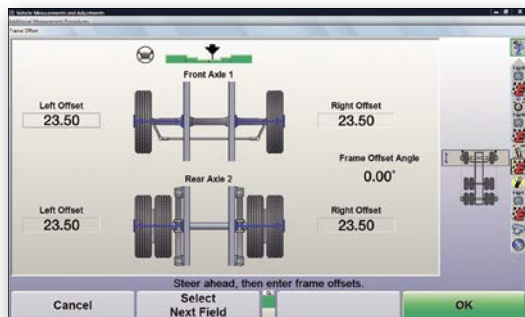 Vehicle Measurements and Adjustments
Additional Measurement Procedures
Frame Offset
Front Axle 1
Left Offset
23.50
Right Offset
23.50
Frame Offset Angle
0.00°
Rear Axle 2
Left Offset
23.50
Right Offset
23.50
Steer ahead, then enter frame offsets.
Cancel
Select
Next Field
OK